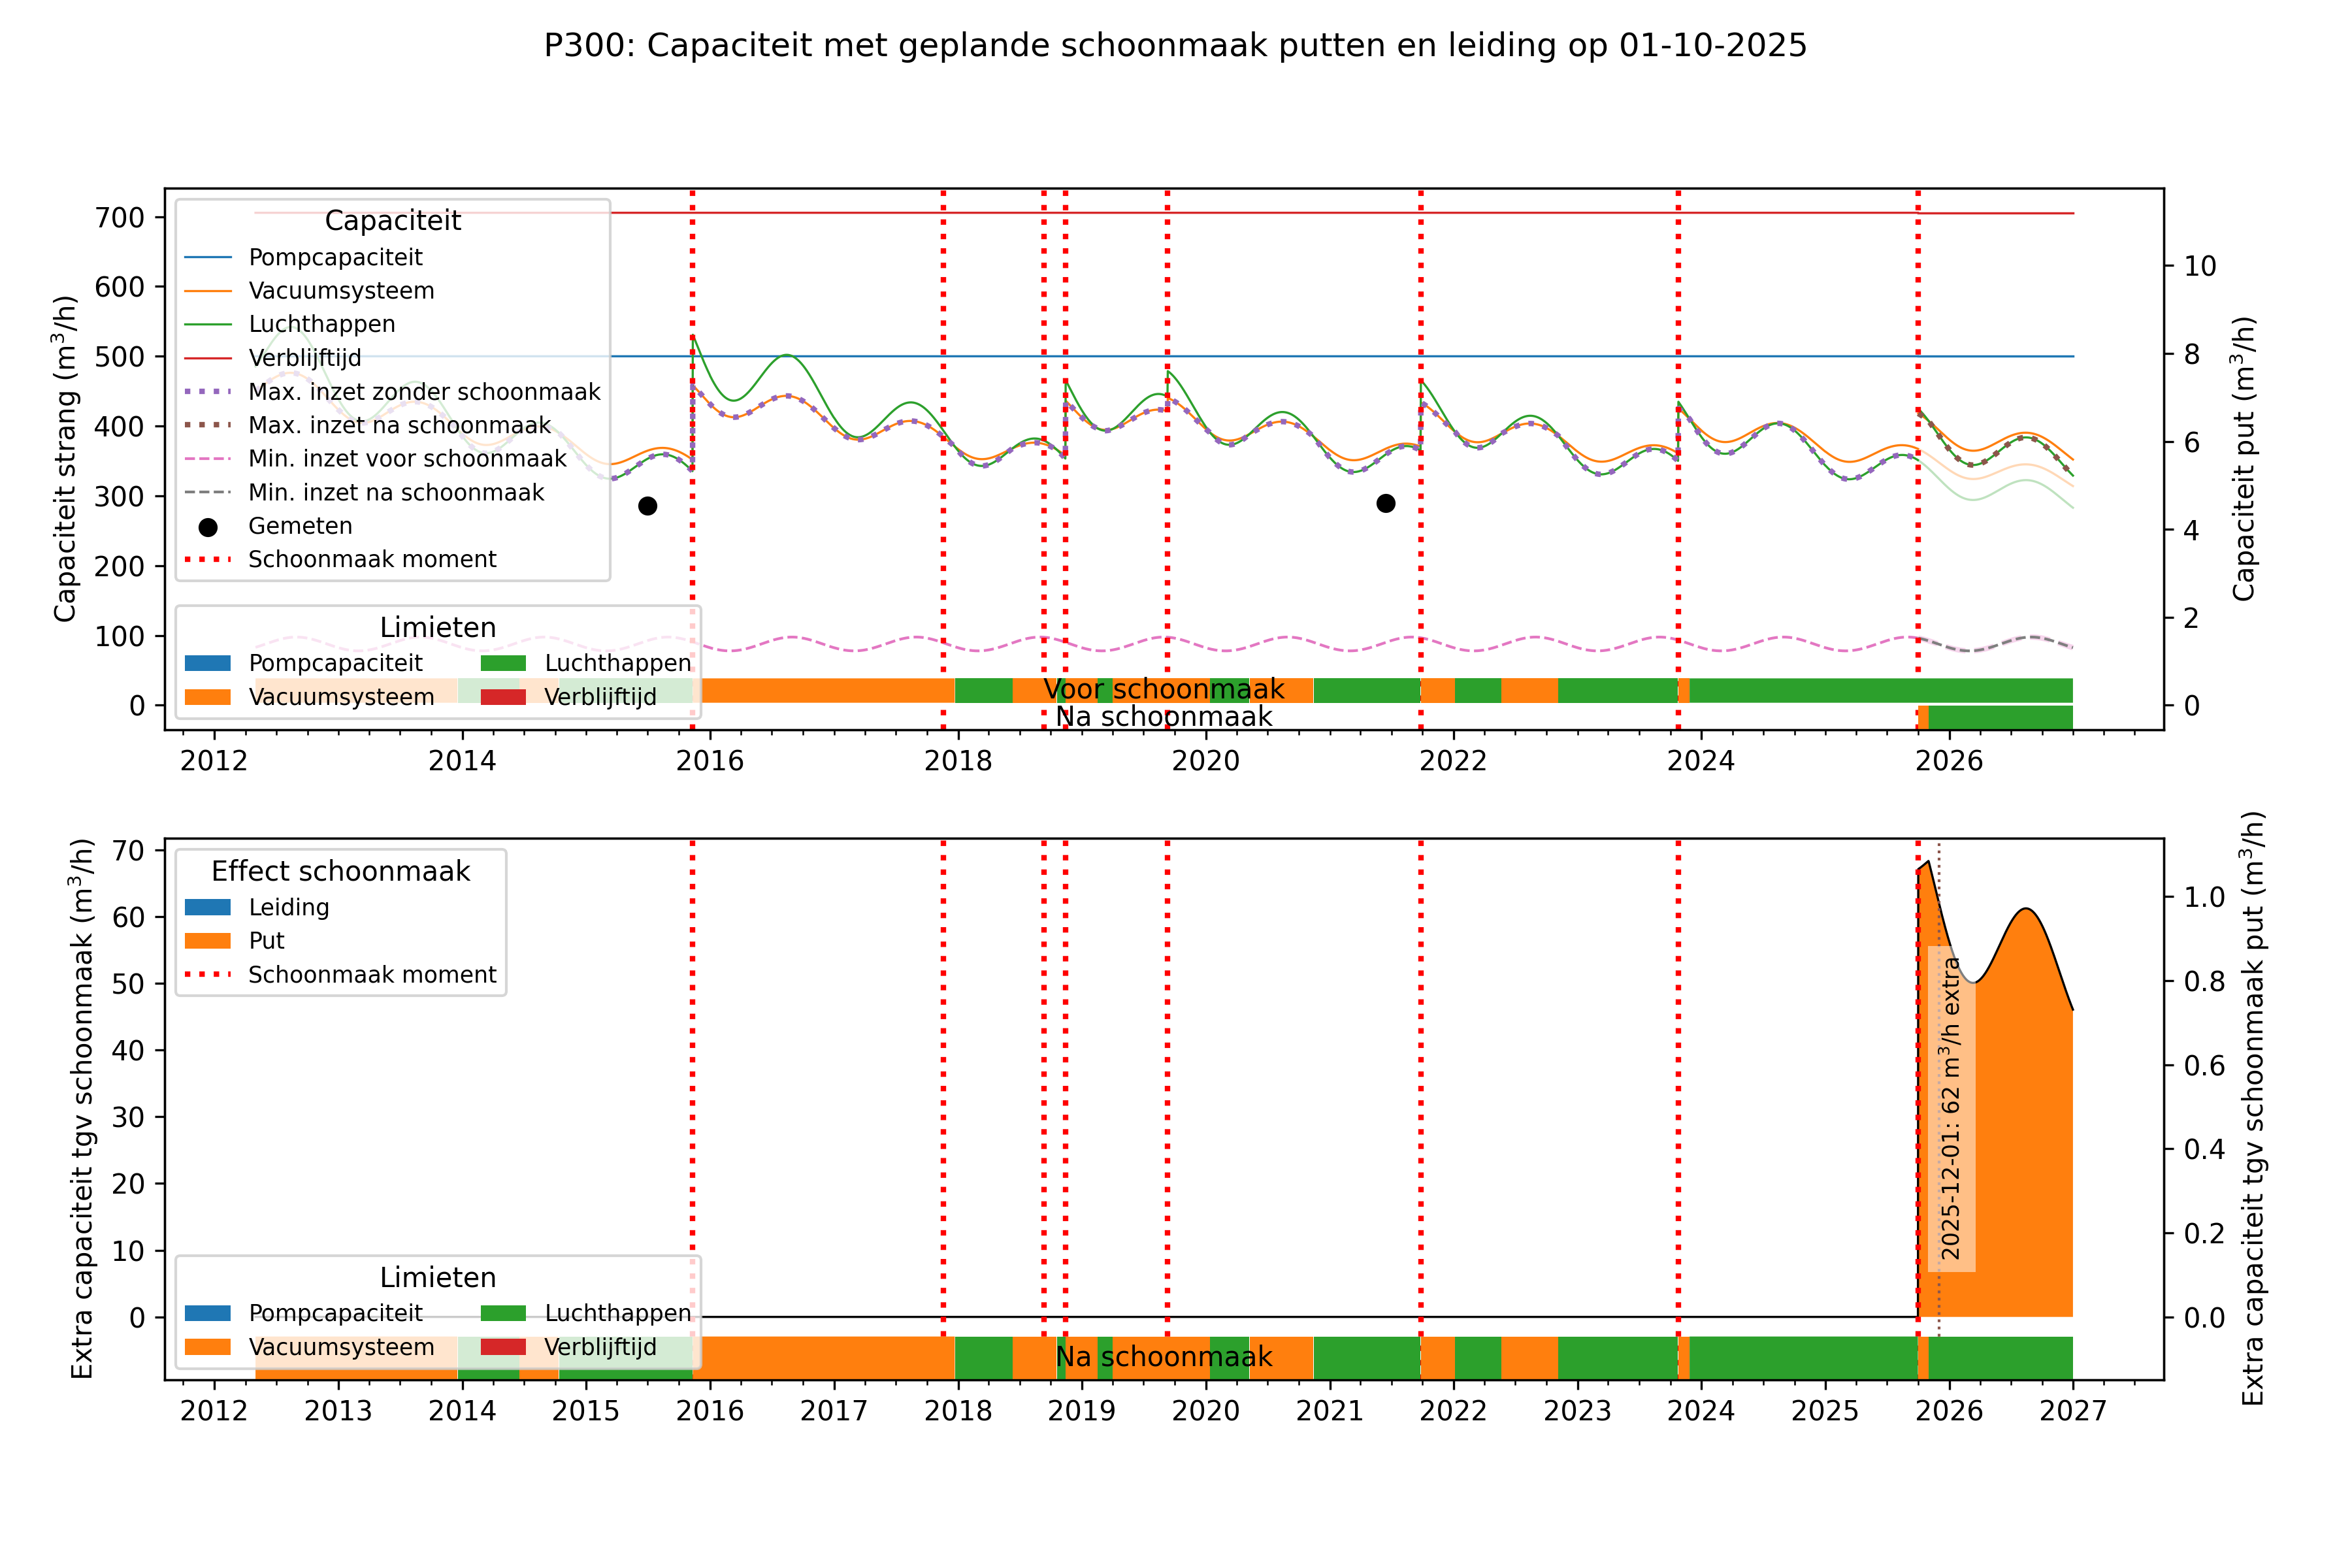 P300: Capaciteit met geplande schoonmaak putten en leiding op 01-10-2025
Capaciteit strang (m³/h)
700
600
500
400
300
200
100
0
Capaciteit
Pompcapaciteit
Vacuumsysteem
Luchthappen
Verblijftijd
Max. inzet zonder schoonmaak
Max. inzet na schoonmaak
Min. inzet voor schoonmaak
Min. inzet na schoonmaak
Gemeten
Schoonmaak moment
Limieten
Pompcapaciteit Luchthappen
Vacuumsysteem Verblijftijd
Voor schoonmaak
Na schoonmaak
10
8
6
4
2
0
Capaciteit put (m³/h)
2012 2014 2016 2018 2020 2022 2024 2026
Extra capaciteit tgv schoonmaak (m³/h)
70
60
50
40
30
20
10
0
Effect schoonmaak
Leiding
Put
Schoonmaak moment
Limieten
Pompcapaciteit Luchthappen
Vacuumsysteem Verblijftijd
Na schoonmaak
2025-12-01: 62 m³/h extra
1.0
0.8
0.6
0.4
0.2
0.0
Extra capaciteit tgv schoonmaak put (m³/h)
2012 2013 2014 2015 2016 2017 2018 2019 2020 2021 2022 2023 2024 2025 2026 2027